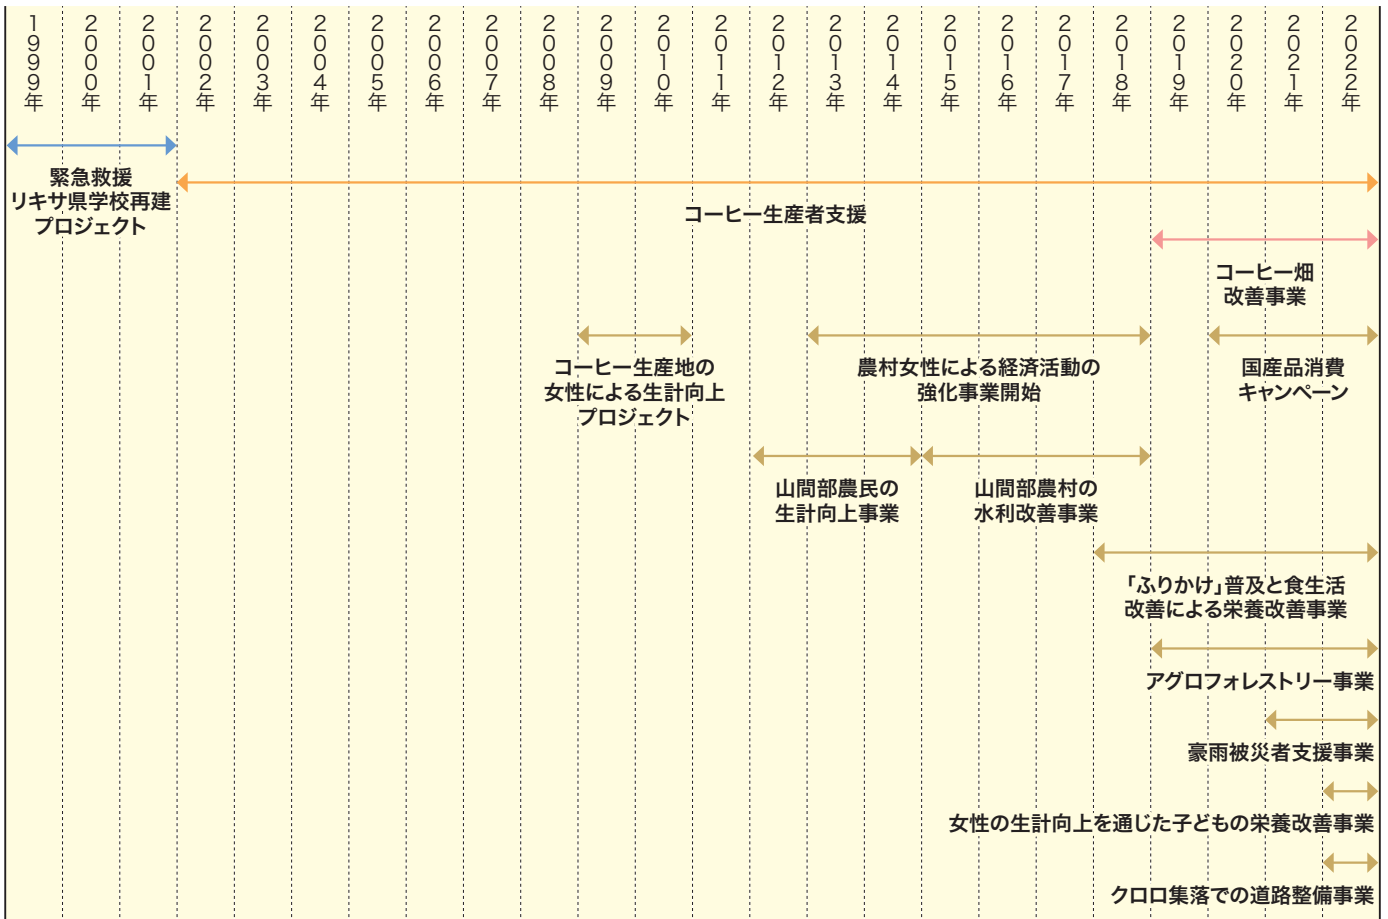 1999年
2000年
2001年
2002年
2003年
2004年
2005年
2006年
2007年
2008年
2009年
2010年
2011年
2012年
2013年
2014年
2015年
2016年
2017年
2018年
2019年
2020年
2021年
2022年
緊急救援
リキサ県学校再建
プロジェクト
コーヒー生産者支援
コーヒー畑
改善事業
コーヒー生産地の
女性による生計向上
プロジェクト
農村女性による経済活動の
強化事業開始
国産品消費
キャンペーン
山間部農民の
生計向上事業
山間部農村の
水利改善事業
「ふりかけ」普及と食生活
改善による栄養改善事業
アグロフォレストリー事業
豪雨被災者支援事業
女性の生計向上を通じた子どもの栄養改善事業
クロロ集落での道路整備事業